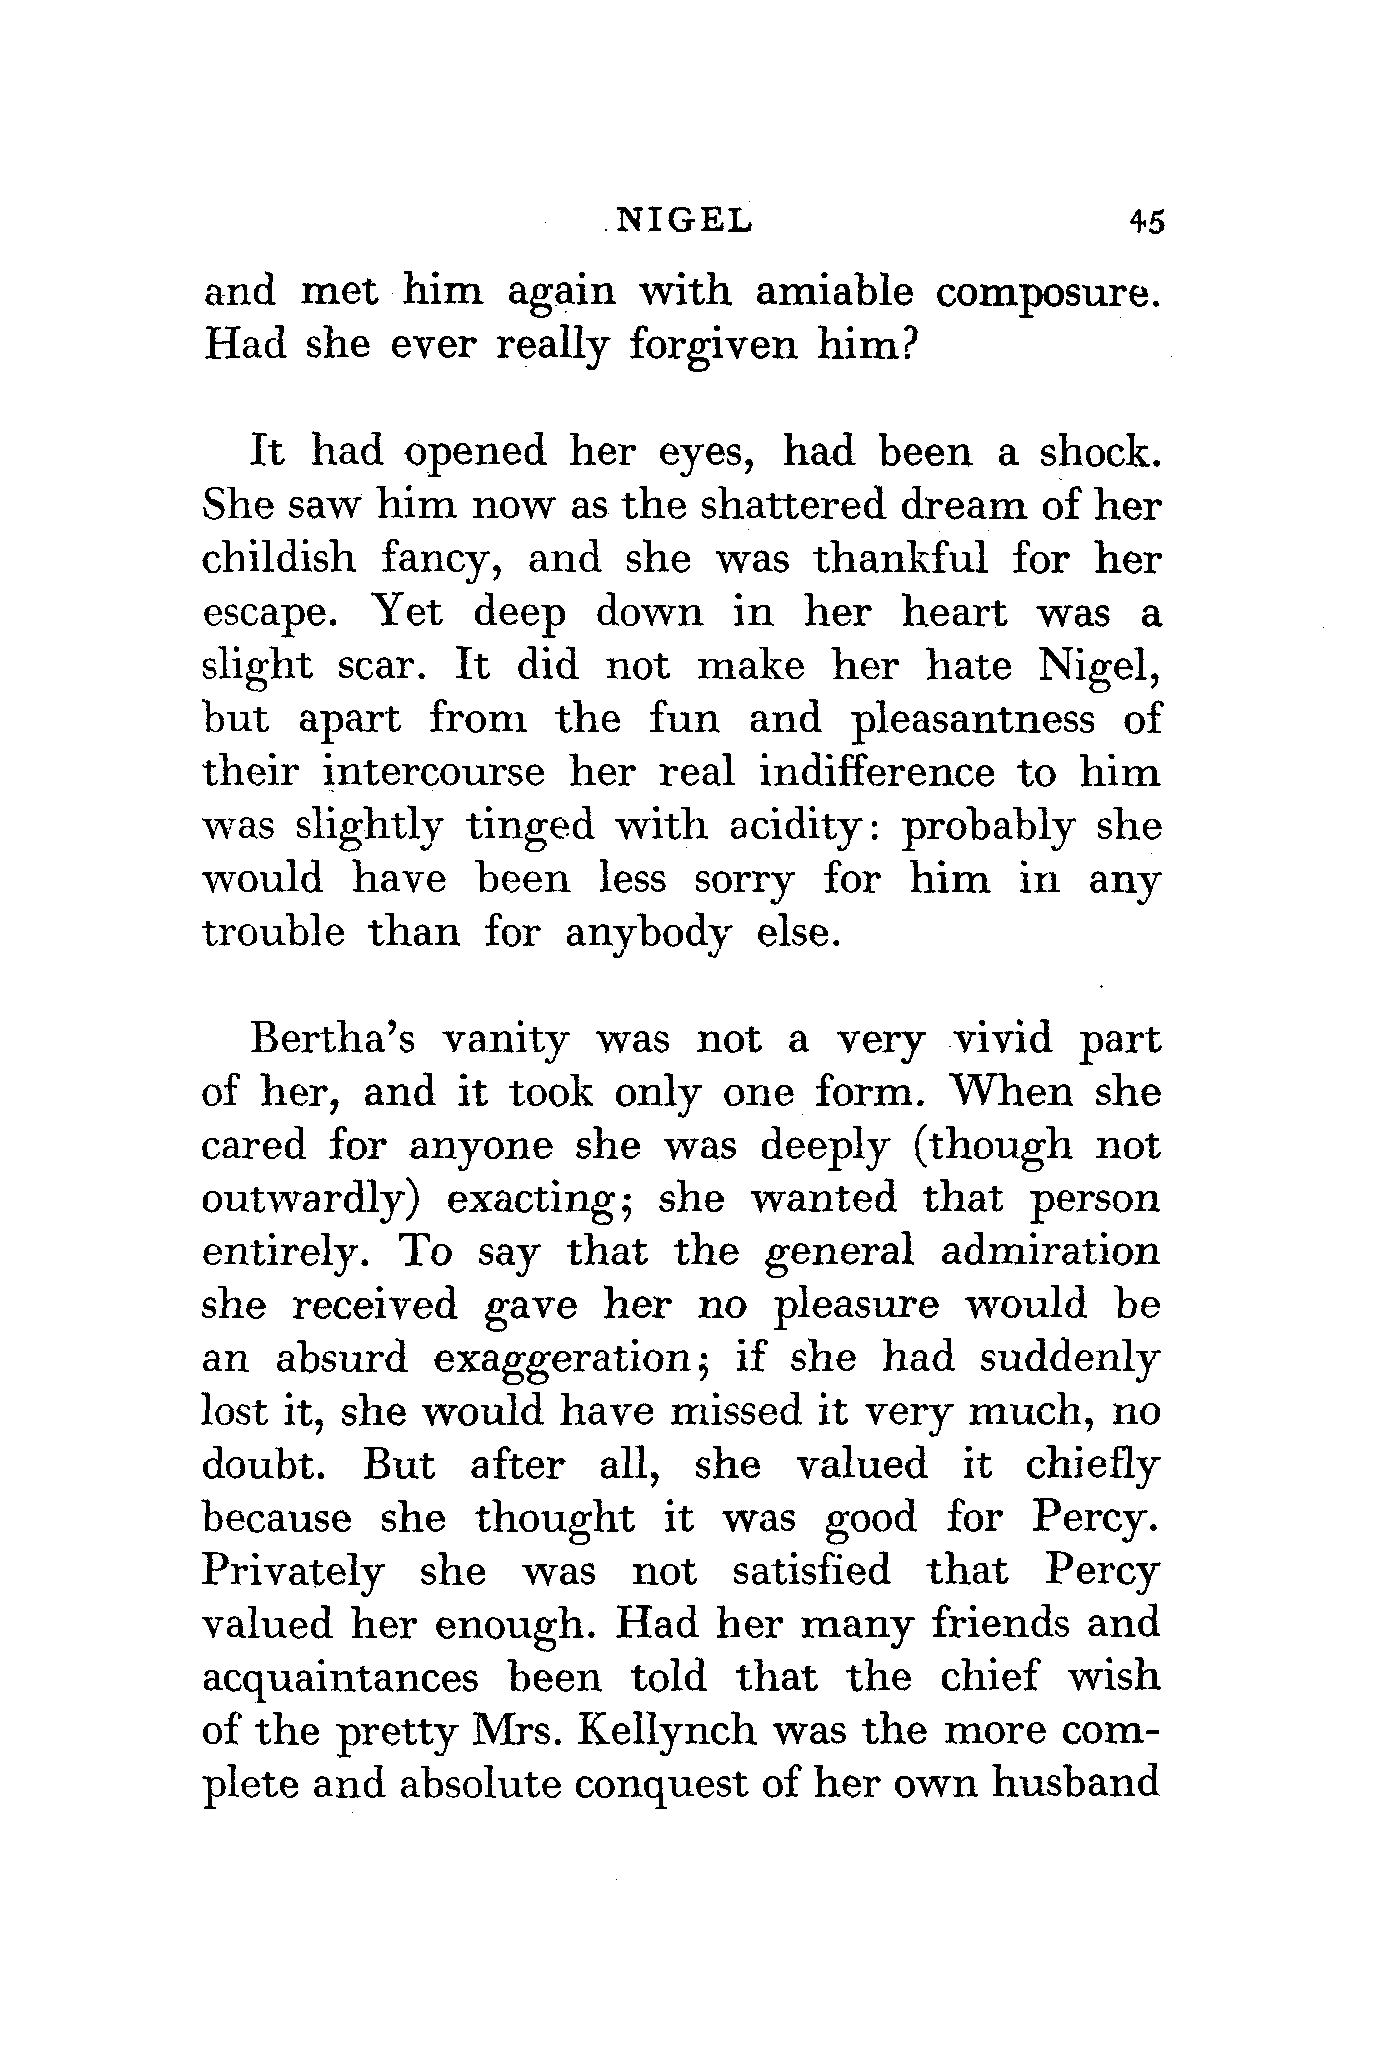 NIGEL 45
and met him again with amiable composure.
Had she ever really forgiven him?
It had opened her eyes, had been a shock.
She saw him now as the shattered dream of her
childish fancy, and she was thankful for her
escape. Yet deep down in her heart was a
slight scar. It did not make her hate Nigel,
but apart from the fun and pleasantness of
their intercourse her real indifference to him
was slightly tinged with acidity: probably she
would have been less sorry for him in any
trouble than for anybody else.
Bertha's vanity was not a very vivid part
of her, and it took only one form. When she
cared for anyone she was deeply (though not
outwardly) exacting; she wanted that person
entirely. To say that the general admiration
she received gave her no pleasure would be
an absurd exaggeration; if she had suddenly
lost it, she would have missed it very much, no
doubt. But after all, she valued it chiefly
because she thought it was good for Percy.
Privately she was not satisfied that Percy
valued her enough. Had her many friends and
acquaintances been told that the chief wish
of the pretty Mrs. Kellynch was the more com-
plete and absolute conquest of her own husband